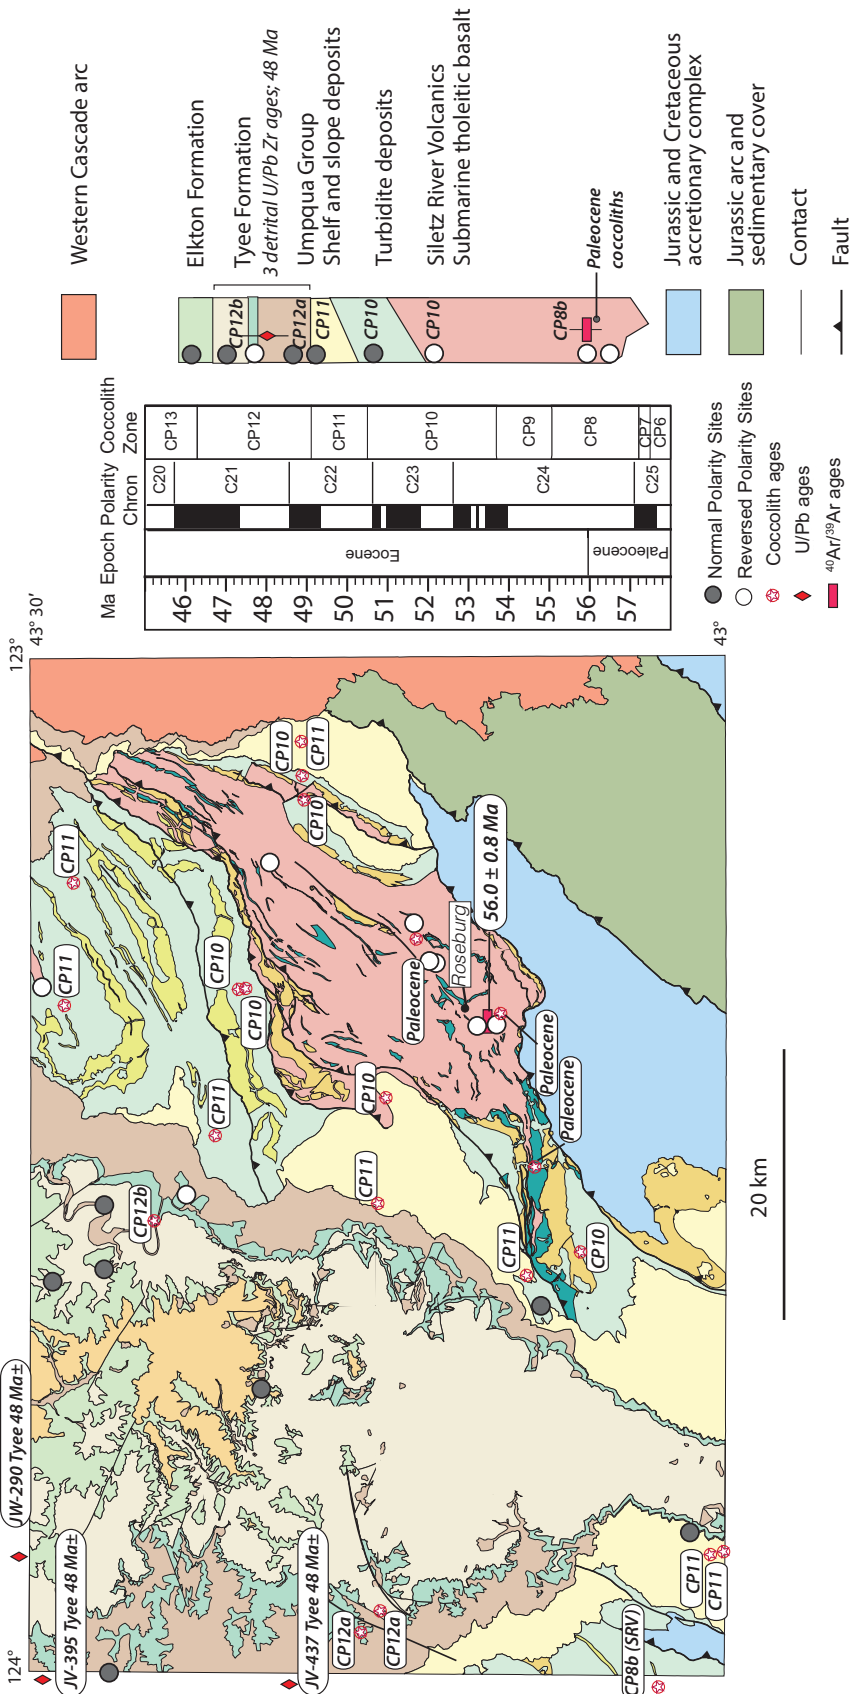 123°
43° 30′
43°
124°
JW-290 Tyee 48 Ma±
JV-395 Tyee 48 Ma±
JV-437 Tyee 48 Ma±
CP11
CP11
CP10
CP10
CP11
CP12b
CP10
CP11
CP10
CP10
CP11
Paleocene
Roseburg
56.0 ± 0.8 Ma
Paleocene
Paleocene
CP11
CP10
CP12a
CP12a
CP8b (SRV)
CP11
CP11
20 km
Ma
Epoch
Polarity
Chron
Coccolith
Zone
46
47
48
49
50
51
52
53
54
55
56
57
Eocene
Paleocene
C20
C21
C22
C23
C24
C25
CP13
CP12
CP11
CP10
CP9
CP8
CP7
CP6
CP12b
CP12a
CP11
CP10
CP10
CP8b
Paleocene
coccoliths
Elkton Formation
Tyee Formation
3 detrital U/Pb Zr ages; 48 Ma
Umpqua Group
Shelf and slope deposits
Turbidite deposits
Siletz River Volcanics
Submarine tholeitic basalt
Western Cascade arc
Jurassic and Cretaceous
accretionary complex
Jurassic arc and
sedimentary cover
Contact
Fault
Normal Polarity Sites
Reversed Polarity Sites
Coccolith ages
U/Pb ages
⁴⁰Ar/³⁹Ar ages